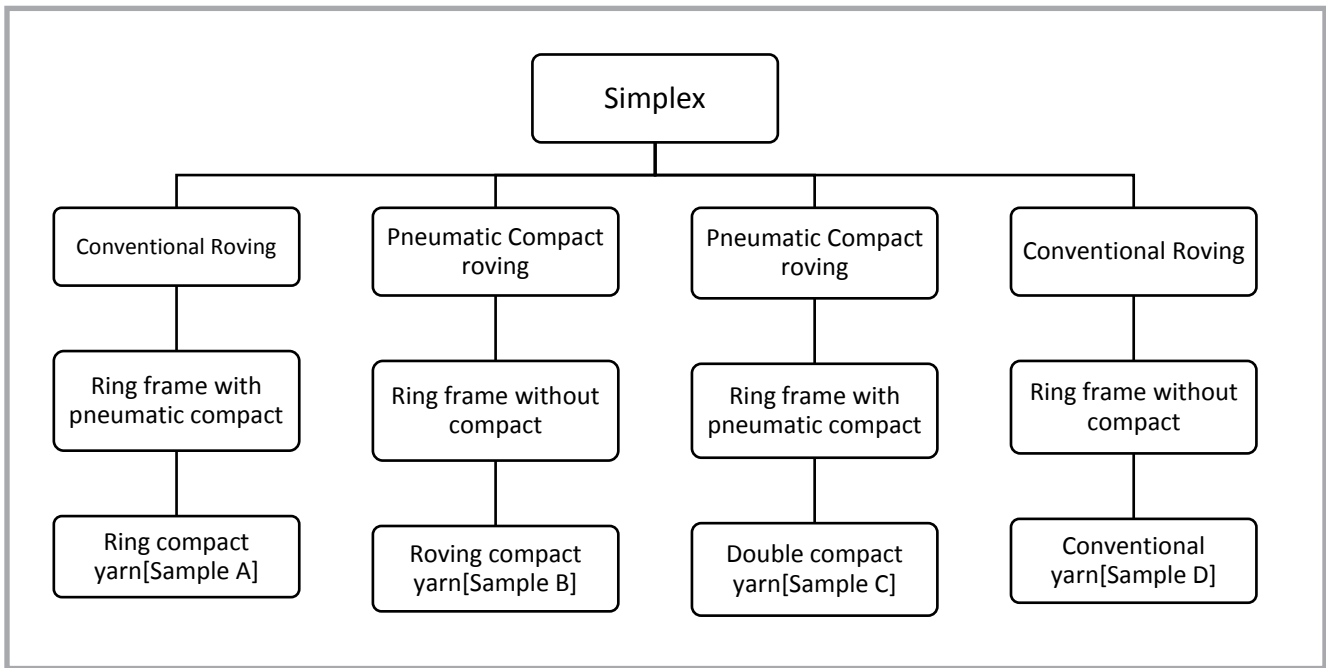 Simplex
Conventional Roving
Pneumatic Compact
roving
Pneumatic Compact
roving
Conventional Roving
Ring frame with
pneumatic compact
Ring frame without
compact
Ring frame with
pneumatic compact
Ring frame without
compact
Ring compact
yarn[Sample A]
Roving compact
yarn[Sample B]
Double compact
yarn[Sample C]
Conventional
yarn[Sample D]